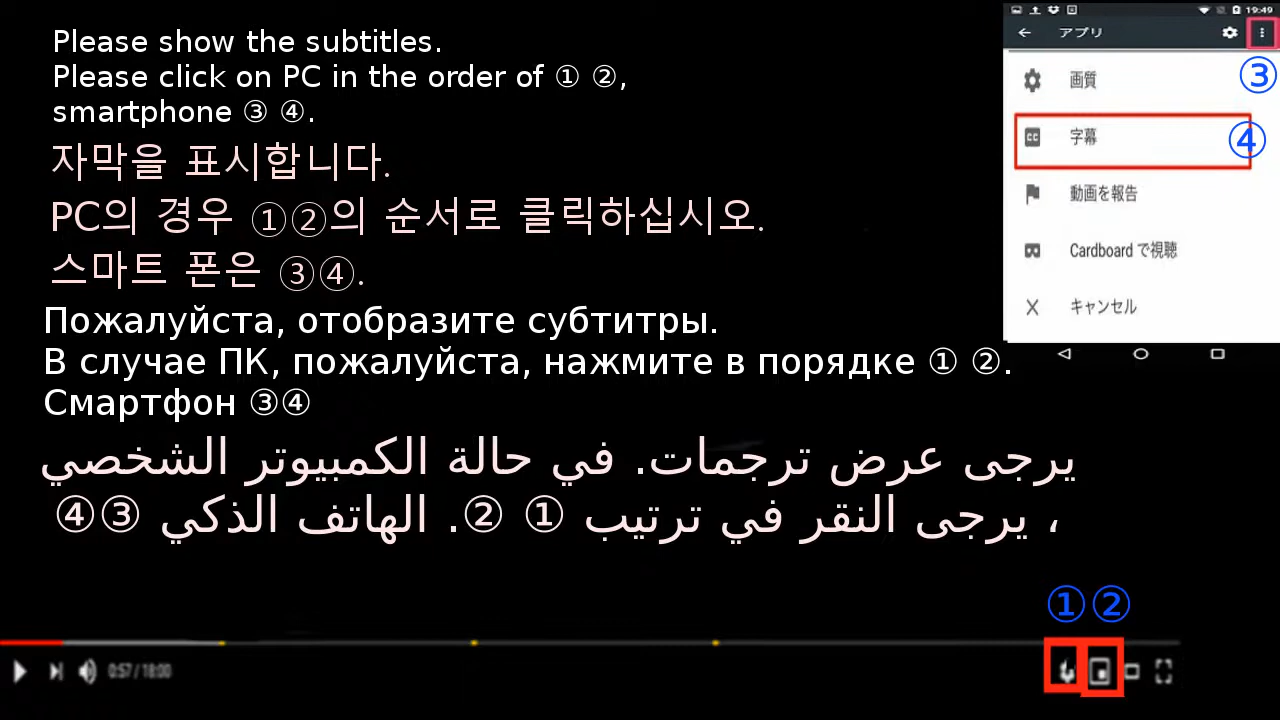 Please show the subtitles.
Please click on PC in the order of ① ②,
smartphone ③ ④.
자막을 표시합니다.
PC의 경우 ①②의 순서로 클릭하십시오.
스마트 폰은 ③④.
Пожалуйста, отобразите субтитры.
В случае ПК, пожалуйста, нажмите в порядке ① ②.
Смартфон ③④
يرجى عرض ترجمات. في حالة الكمبيوتر الشخصي
، يرجى النقر في ترتيب ① ②. الهاتف الذكي ③④
19:49
アプリ
③
画質
字幕
④
動画を報告
Cardboard で視聴
キャンセル
①②
0:57 / 18:00